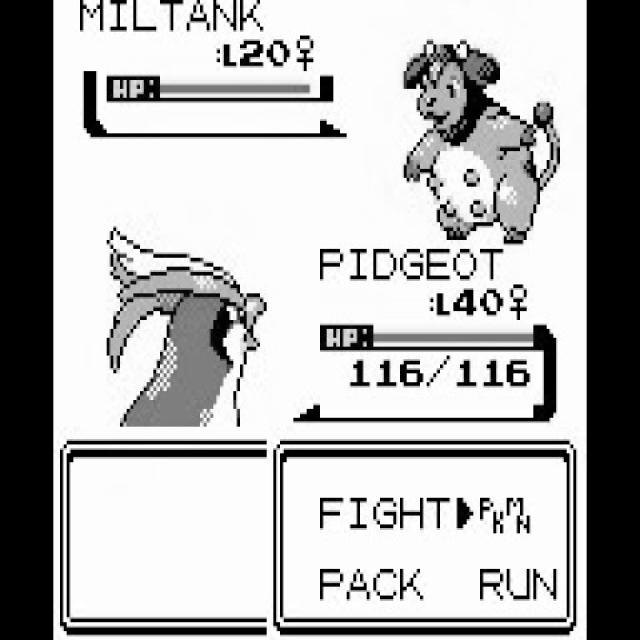 MILTANK
:L20♀
HP:
PIDGEOT
:L40♀
HP:
116/116
FIGHT ▶PKMN
PACK RUN